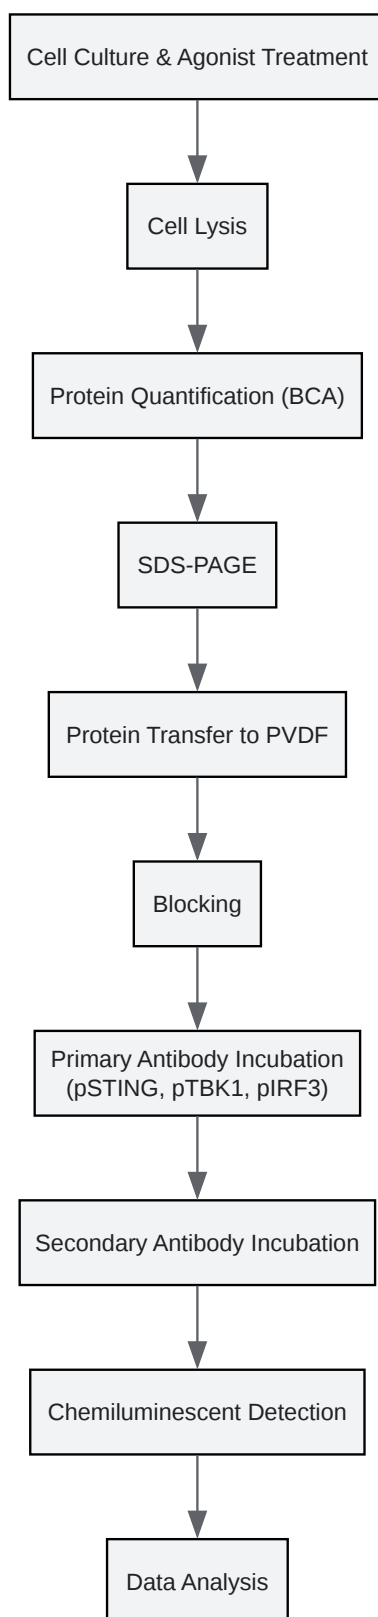 Cell Culture & Agonist Treatment
Cell Lysis
Protein Quantification (BCA)
SDS-PAGE
Protein Transfer to PVDF
Blocking
Primary Antibody Incubation
(pSTING, pTBK1, pIRF3)
Secondary Antibody Incubation
Chemiluminescent Detection
Data Analysis